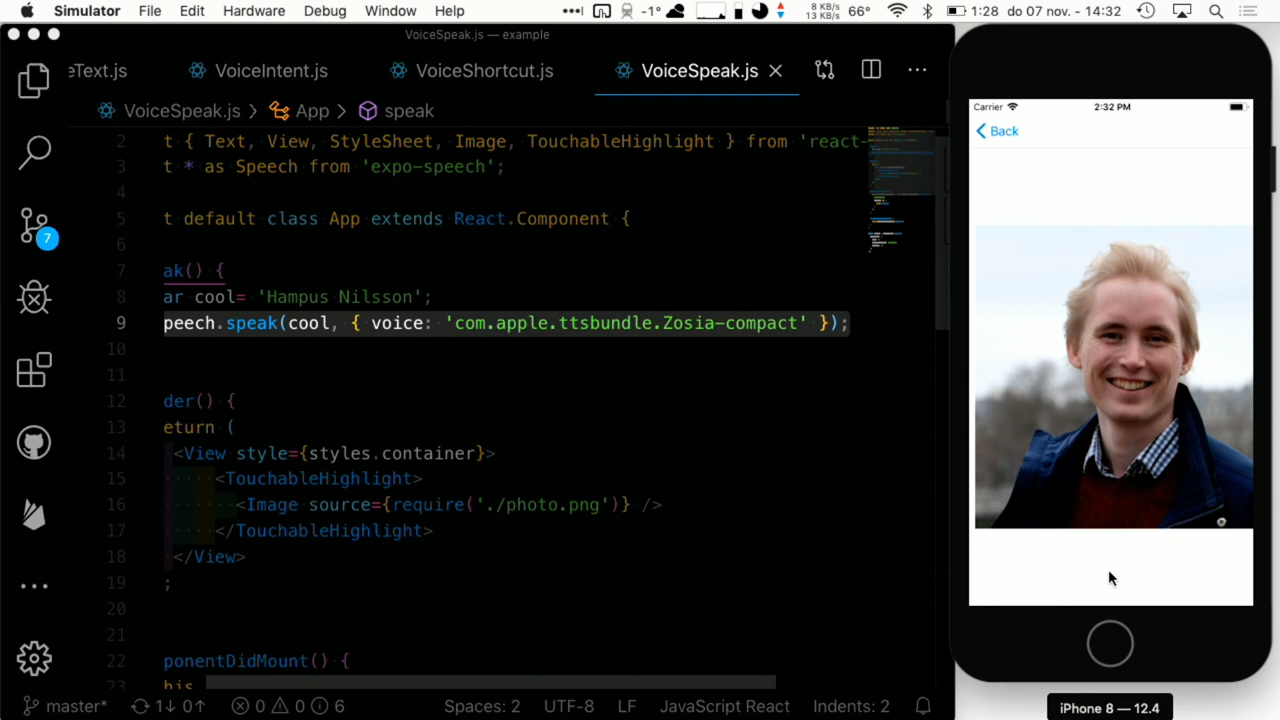 Simulator File Edit Hardware Debug Window Help -1° 8 KB/s 13 KB/s 66° 1:28 do 07 nov. - 14:32
VoiceSpeak.js — example
eText.js VoiceIntent.js VoiceShortcut.js VoiceSpeak.js
VoiceSpeak.js > App > speak
2 t { Text, View, StyleSheet, Image, TouchableHighlight } from 'react-
3 t * as Speech from 'expo-speech';
4
5 t default class App extends React.Component {
6
7 ak() {
8 ar cool= 'Hampus Nilsson';
9 peech.speak(cool, { voice: 'com.apple.ttsbundle.Zosia-compact' });
10
11
12 der() {
13 eturn (
14 <View style={styles.container}>
15 <TouchableHighlight>
16 <Image source={require('./photo.png')} />
17 </TouchableHighlight>
18 </View>
19 ;
20
21
22 ponentDidMount() {
23 his
7
master* 1↓ 0↑ 0 0 6 Spaces: 2 UTF-8 LF JavaScript React Indents: 2
Carrier 2:32 PM
Back
iPhone 8 — 12.4